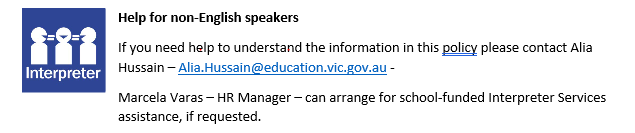 Help for non-English speakers
If you need help to understand the information in this policy please contact Alia
Hussain – Alia.Hussain@education.vic.gov.au -
Interpreter
Marcela Varas – HR Manager – can arrange for school-funded Interpreter Services
assistance, if requested.